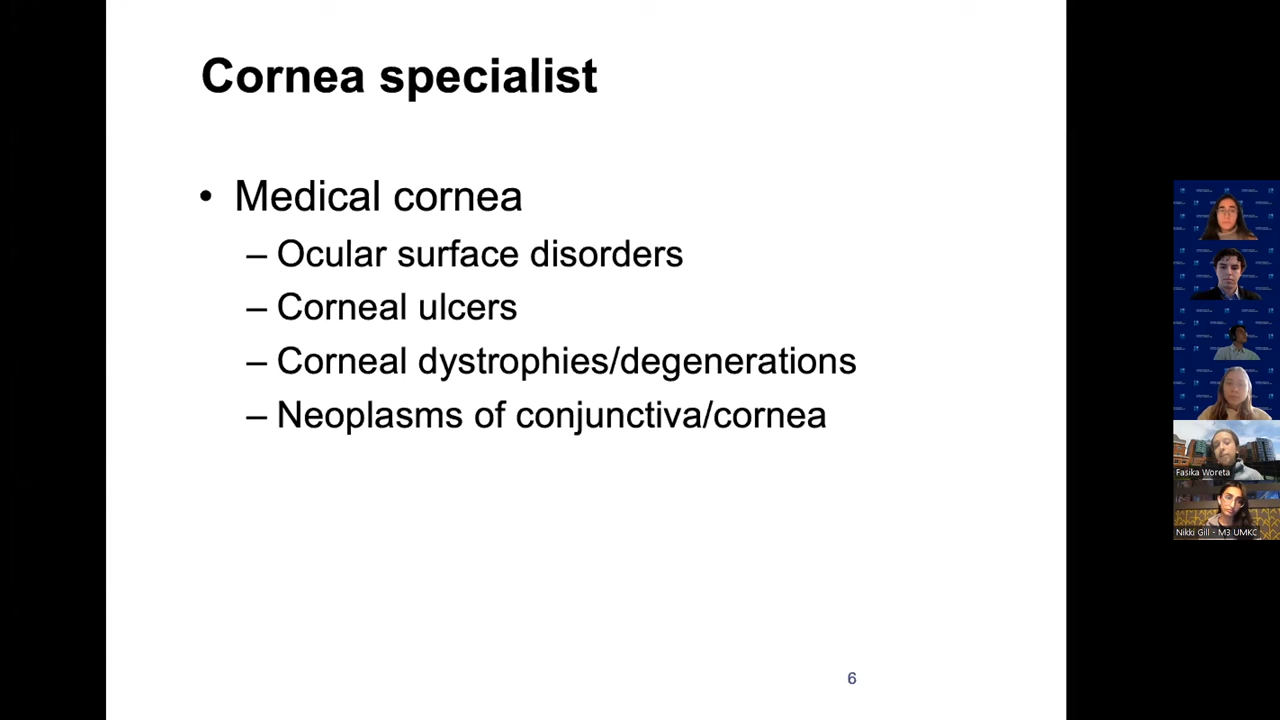 Cornea specialist
• Medical cornea
– Ocular surface disorders
– Corneal ulcers
– Corneal dystrophies/degenerations
– Neoplasms of conjunctiva/cornea
6
Fasika Woreta
Nikki Gill - M3 UMKC